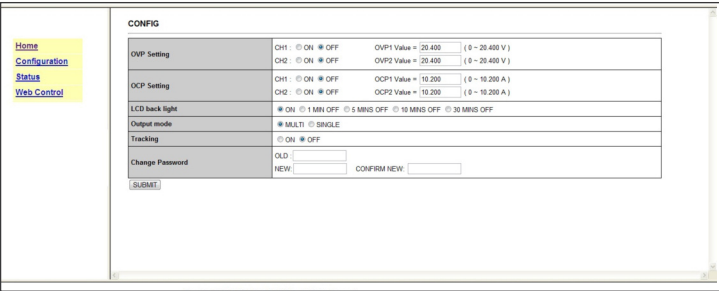 CONFIG
Home
Configuration
Status
Web Control
OVP Setting
CH1 : ON OFF OVP1 Value = 20.400 ( 0 ~ 20.400 V )
CH2 : ON OFF OVP2 Value = 20.400 ( 0 ~ 20.400 V )
OCP Setting
CH1 : ON OFF OCP1 Value = 10.200 ( 0 ~ 10.200 A )
CH2 : ON OFF OCP2 Value = 10.200 ( 0 ~ 10.200 A )
LCD back light ON 1 MIN OFF 5 MINS OFF 10 MINS OFF 30 MINS OFF
Output mode MULTI SINGLE
Tracking ON OFF
Change Password
OLD :
NEW: CONFIRM NEW:
SUBMIT